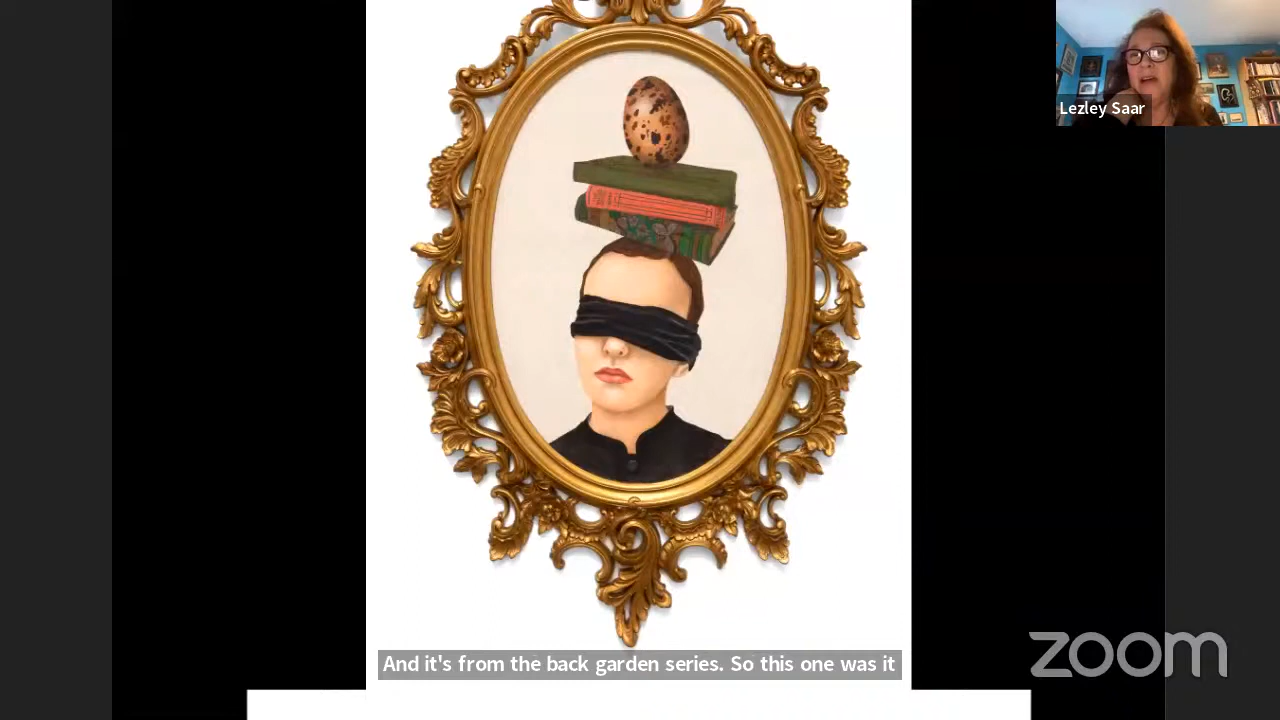 Lezley Saar
And it's from the back garden series. So this one was it
zoom